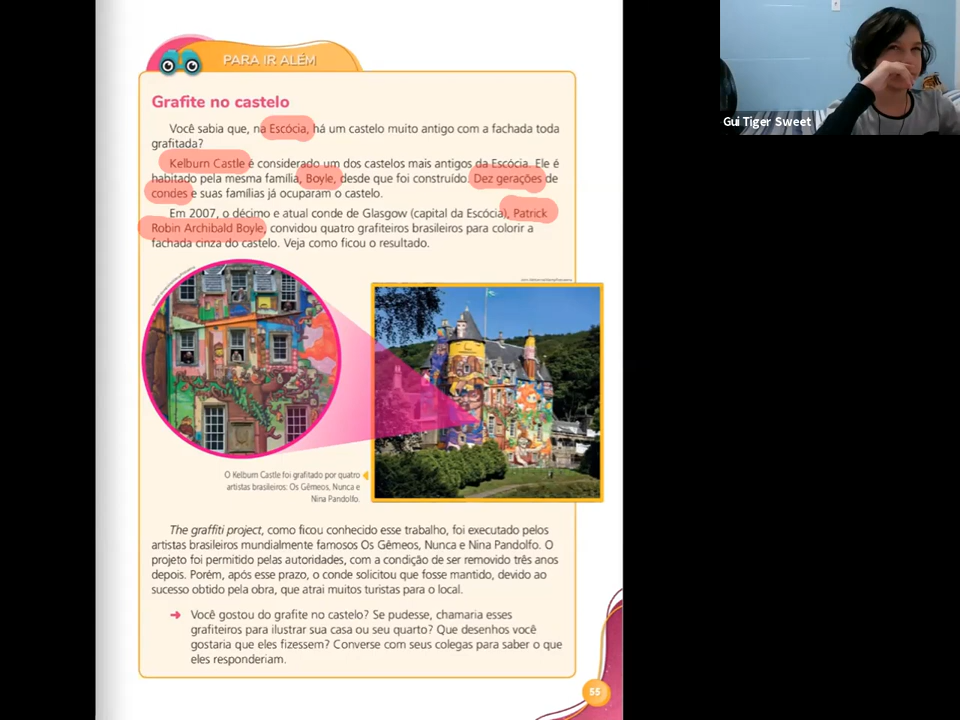 PARA IR ALÉM
Grafite no castelo
Você sabia que, na Escócia, há um castelo muito antigo com a fachada toda
grafitada?
Kelburn Castle é considerado um dos castelos mais antigos da Escócia. Ele é
habitado pela mesma família, Boyle, desde que foi construído. Dez gerações de
condes e suas famílias já ocuparam o castelo.
Em 2007, o décimo e atual conde de Glasgow (capital da Escócia), Patrick
Robin Archibald Boyle, convidou quatro grafiteiros brasileiros para colorir a
fachada cinza do castelo. Veja como ficou o resultado.
O Kelburn Castle foi grafitado por quatro
artistas brasileiros: Os Gêmeos, Nunca e
Nina Pandolfo.
The graffiti project, como ficou conhecido esse trabalho, foi executado pelos
artistas brasileiros mundialmente famosos Os Gêmeos, Nunca e Nina Pandolfo. O
projeto foi permitido pelas autoridades, com a condição de ser removido três anos
depois. Porém, após esse prazo, o conde solicitou que fosse mantido, devido ao
sucesso obtido pela obra, que atrai muitos turistas para o local.
Você gostou do grafite no castelo? Se pudesse, chamaria esses
grafiteiros para ilustrar sua casa ou seu quarto? Que desenhos você
gostaria que eles fizessem? Converse com seus colegas para saber o que
eles responderiam.
55
Gui Tiger Sweet